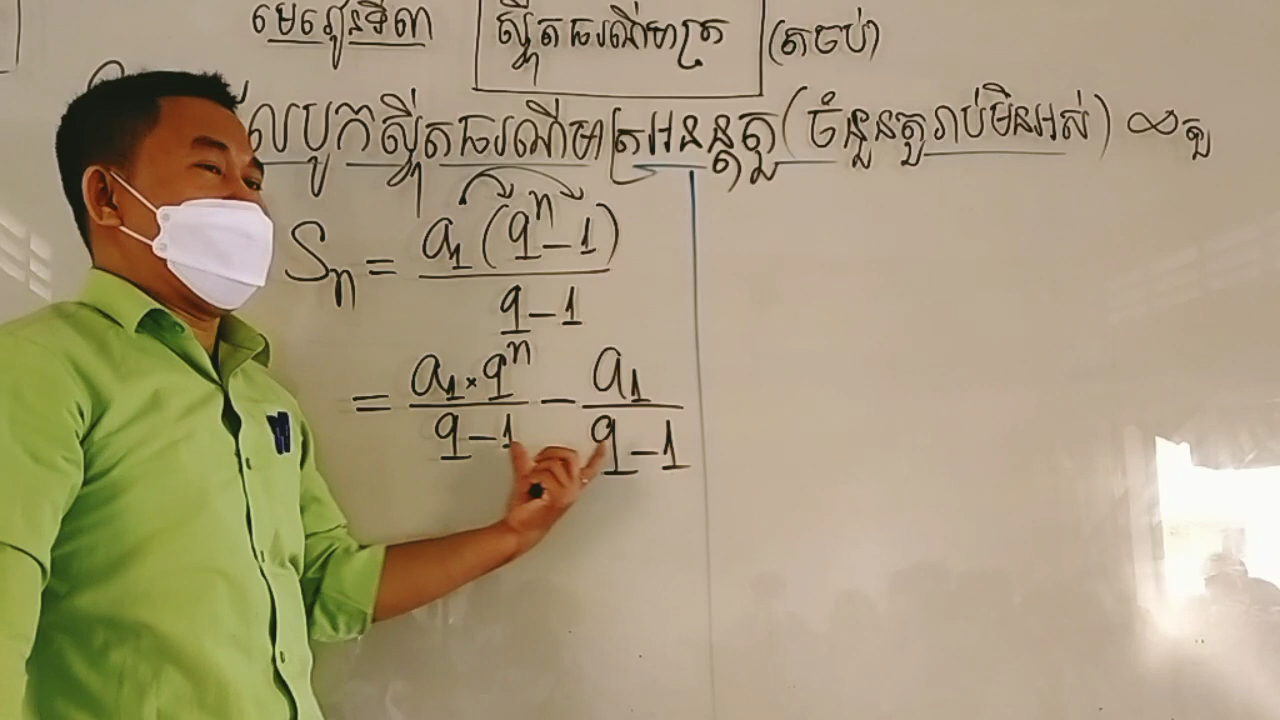 មេរៀនទី៣ ស្វ៊ីតធរណីមាត្រ (តចប់)
លបូកស្វ៊ីតធរណីមាត្រអនន្តតួ (ចំនួនតួរាប់មិនអស់) ∞តួ
Sₙ = a₁(qⁿ-1) / q-1
= a₁×qⁿ / q-1 - a₁ / q-1